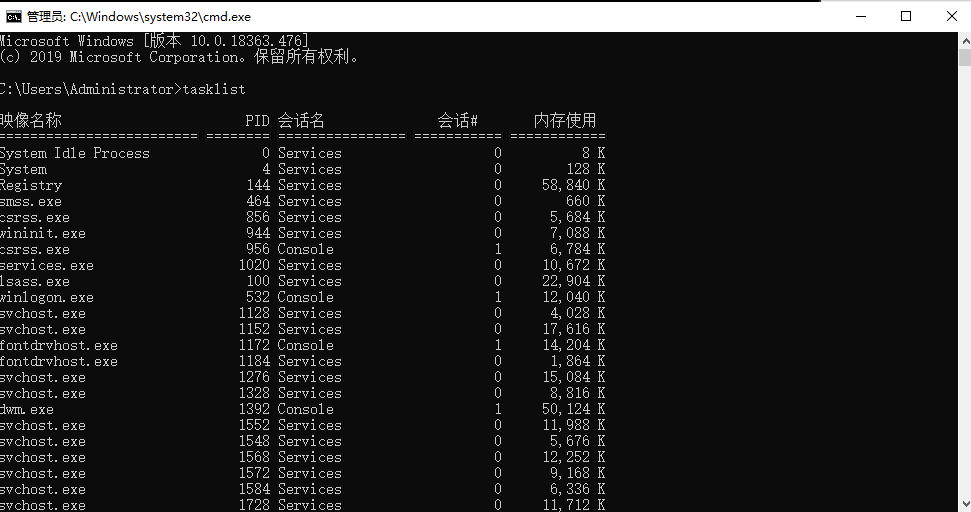 管理员: C:\Windows\system32\cmd.exe
Microsoft Windows [版本 10.0.18363.476]
(c) 2019 Microsoft Corporation。保留所有权利。
C:\Users\Administrator>tasklist
映像名称                       PID 会话名              会话#       内存使用
========================= ======== ================ =========== ============
System Idle Process              0 Services                   0          8 K
System                           4 Services                   0        128 K
Registry                       144 Services                   0     58,840 K
smss.exe                       464 Services                   0        660 K
csrss.exe                      856 Services                   0      5,684 K
wininit.exe                    944 Services                   0      7,088 K
csrss.exe                      956 Console                    1      6,784 K
services.exe                  1020 Services                   0     10,672 K
lsass.exe                      100 Services                   0     22,904 K
winlogon.exe                   532 Console                    1     12,040 K
svchost.exe                   1128 Services                   0      4,028 K
svchost.exe                   1152 Services                   0     17,616 K
fontdrvhost.exe               1172 Console                    1     14,204 K
fontdrvhost.exe               1184 Services                   0      1,864 K
svchost.exe                   1276 Services                   0     15,084 K
svchost.exe                   1328 Services                   0      8,816 K
dwm.exe                       1392 Console                    1     50,124 K
svchost.exe                   1552 Services                   0     11,988 K
svchost.exe                   1548 Services                   0      5,676 K
svchost.exe                   1568 Services                   0     12,252 K
svchost.exe                   1572 Services                   0      9,168 K
svchost.exe                   1584 Services                   0      6,336 K
svchost.exe                   1728 Services                   0     11,712 K